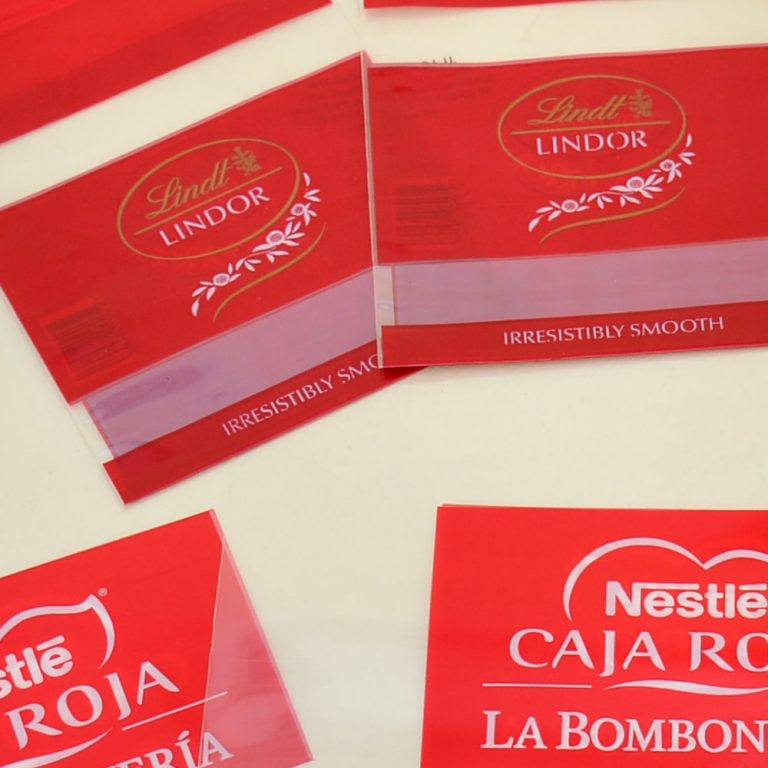 Lindt
LINDOR
IRRESISTIBLY SMO
Lindt
LINDOR
IRRESISTIBLY SMOOTH
stlé
ROJA
ERÍA
Nestlé
CAJA RO
LA BOMBON